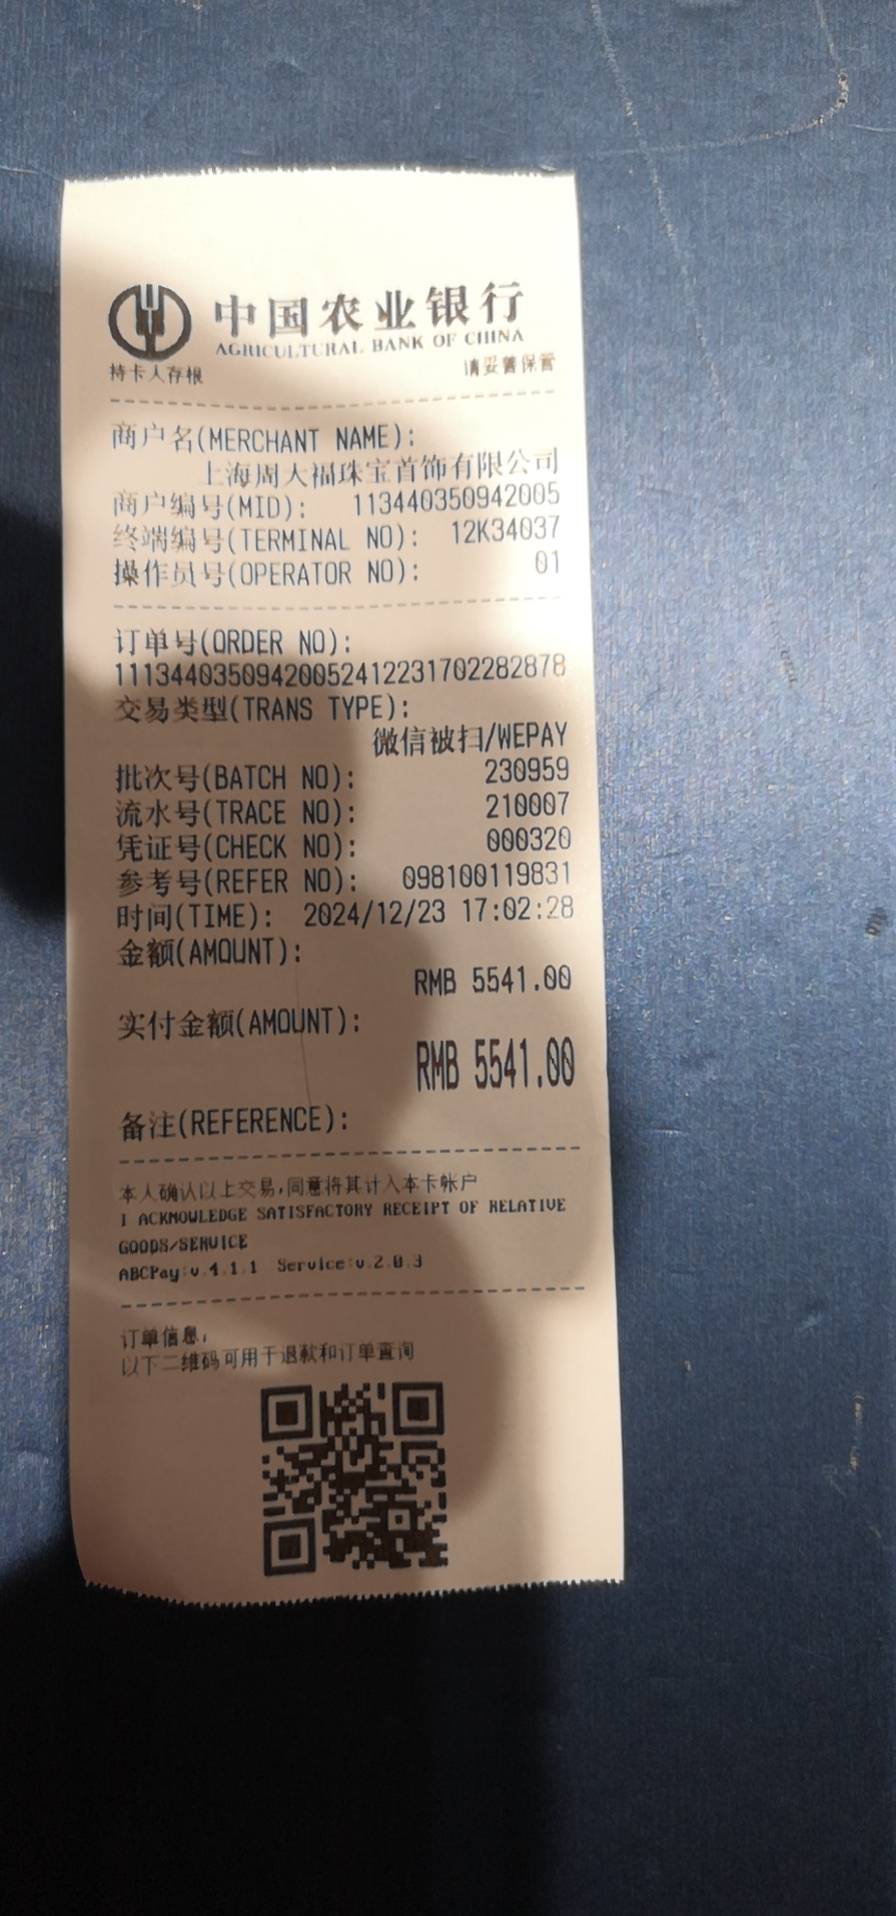 中国农业银行
AGRICULTURAL BANK OF CHINA
持卡人存根 请妥善保管
商户名(MERCHANT NAME):
上海周大福珠宝首饰有限公司
商户编号(MID): 113440350942005
终端编号(TERMINAL NO): 12K34037
操作员号(OPERATOR NO): 01
订单号(ORDER NO):
11134403509420052412231702282878
交易类型(TRANS TYPE):
微信被扫/WEPAY
批次号(BATCH NO): 230959
流水号(TRACE NO): 210007
凭证号(CHECK NO): 000320
参考号(REFER NO): 098100119831
时间(TIME): 2024/12/23 17:02:28
金额(AMOUNT):
RMB 5541.00
实付金额(AMOUNT):
RMB 5541.00
备注(REFERENCE):
本人确认以上交易,同意将其计入本卡帐户
I ACKNOWLEDGE SATISFACTORY RECEIPT OF RELATIVE
GOODS/SERVICE
ABCPay:v.4.1.1 Service:v.2.0.3
订单信息,
以下二维码可用于退款和订单查询